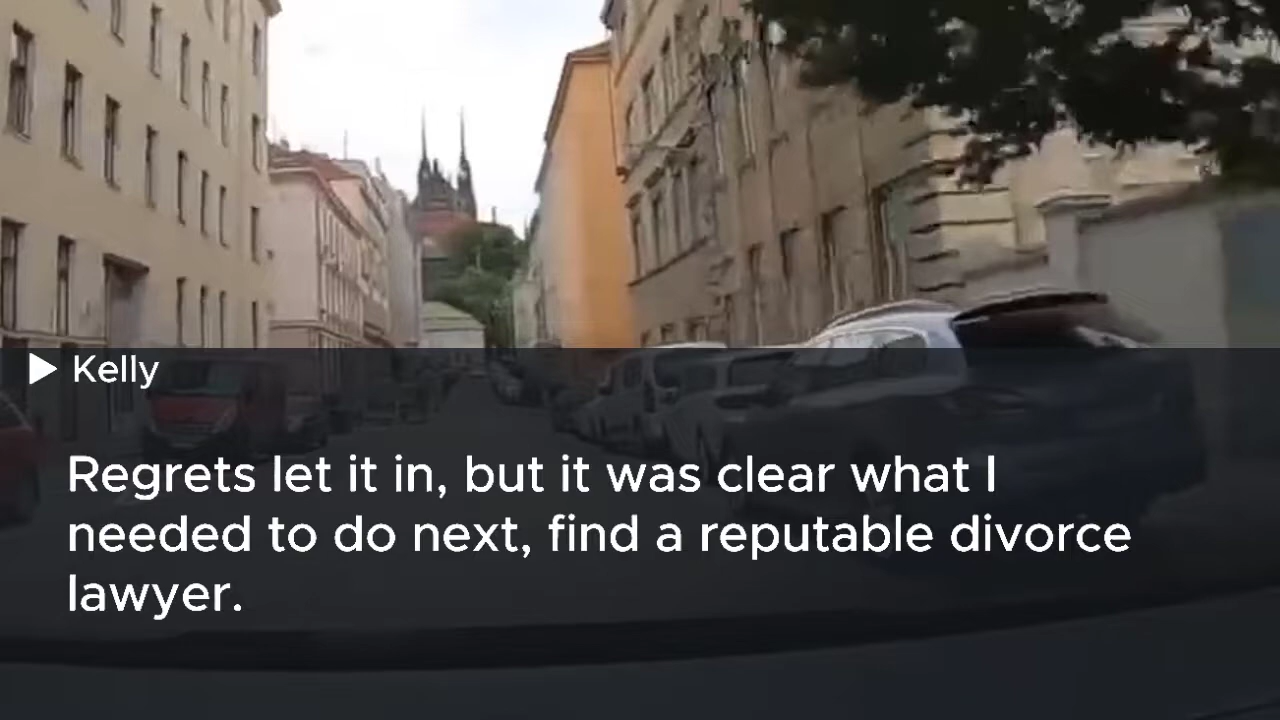 Kelly
Regrets let it in, but it was clear what I
needed to do next, find a reputable divorce
lawyer.